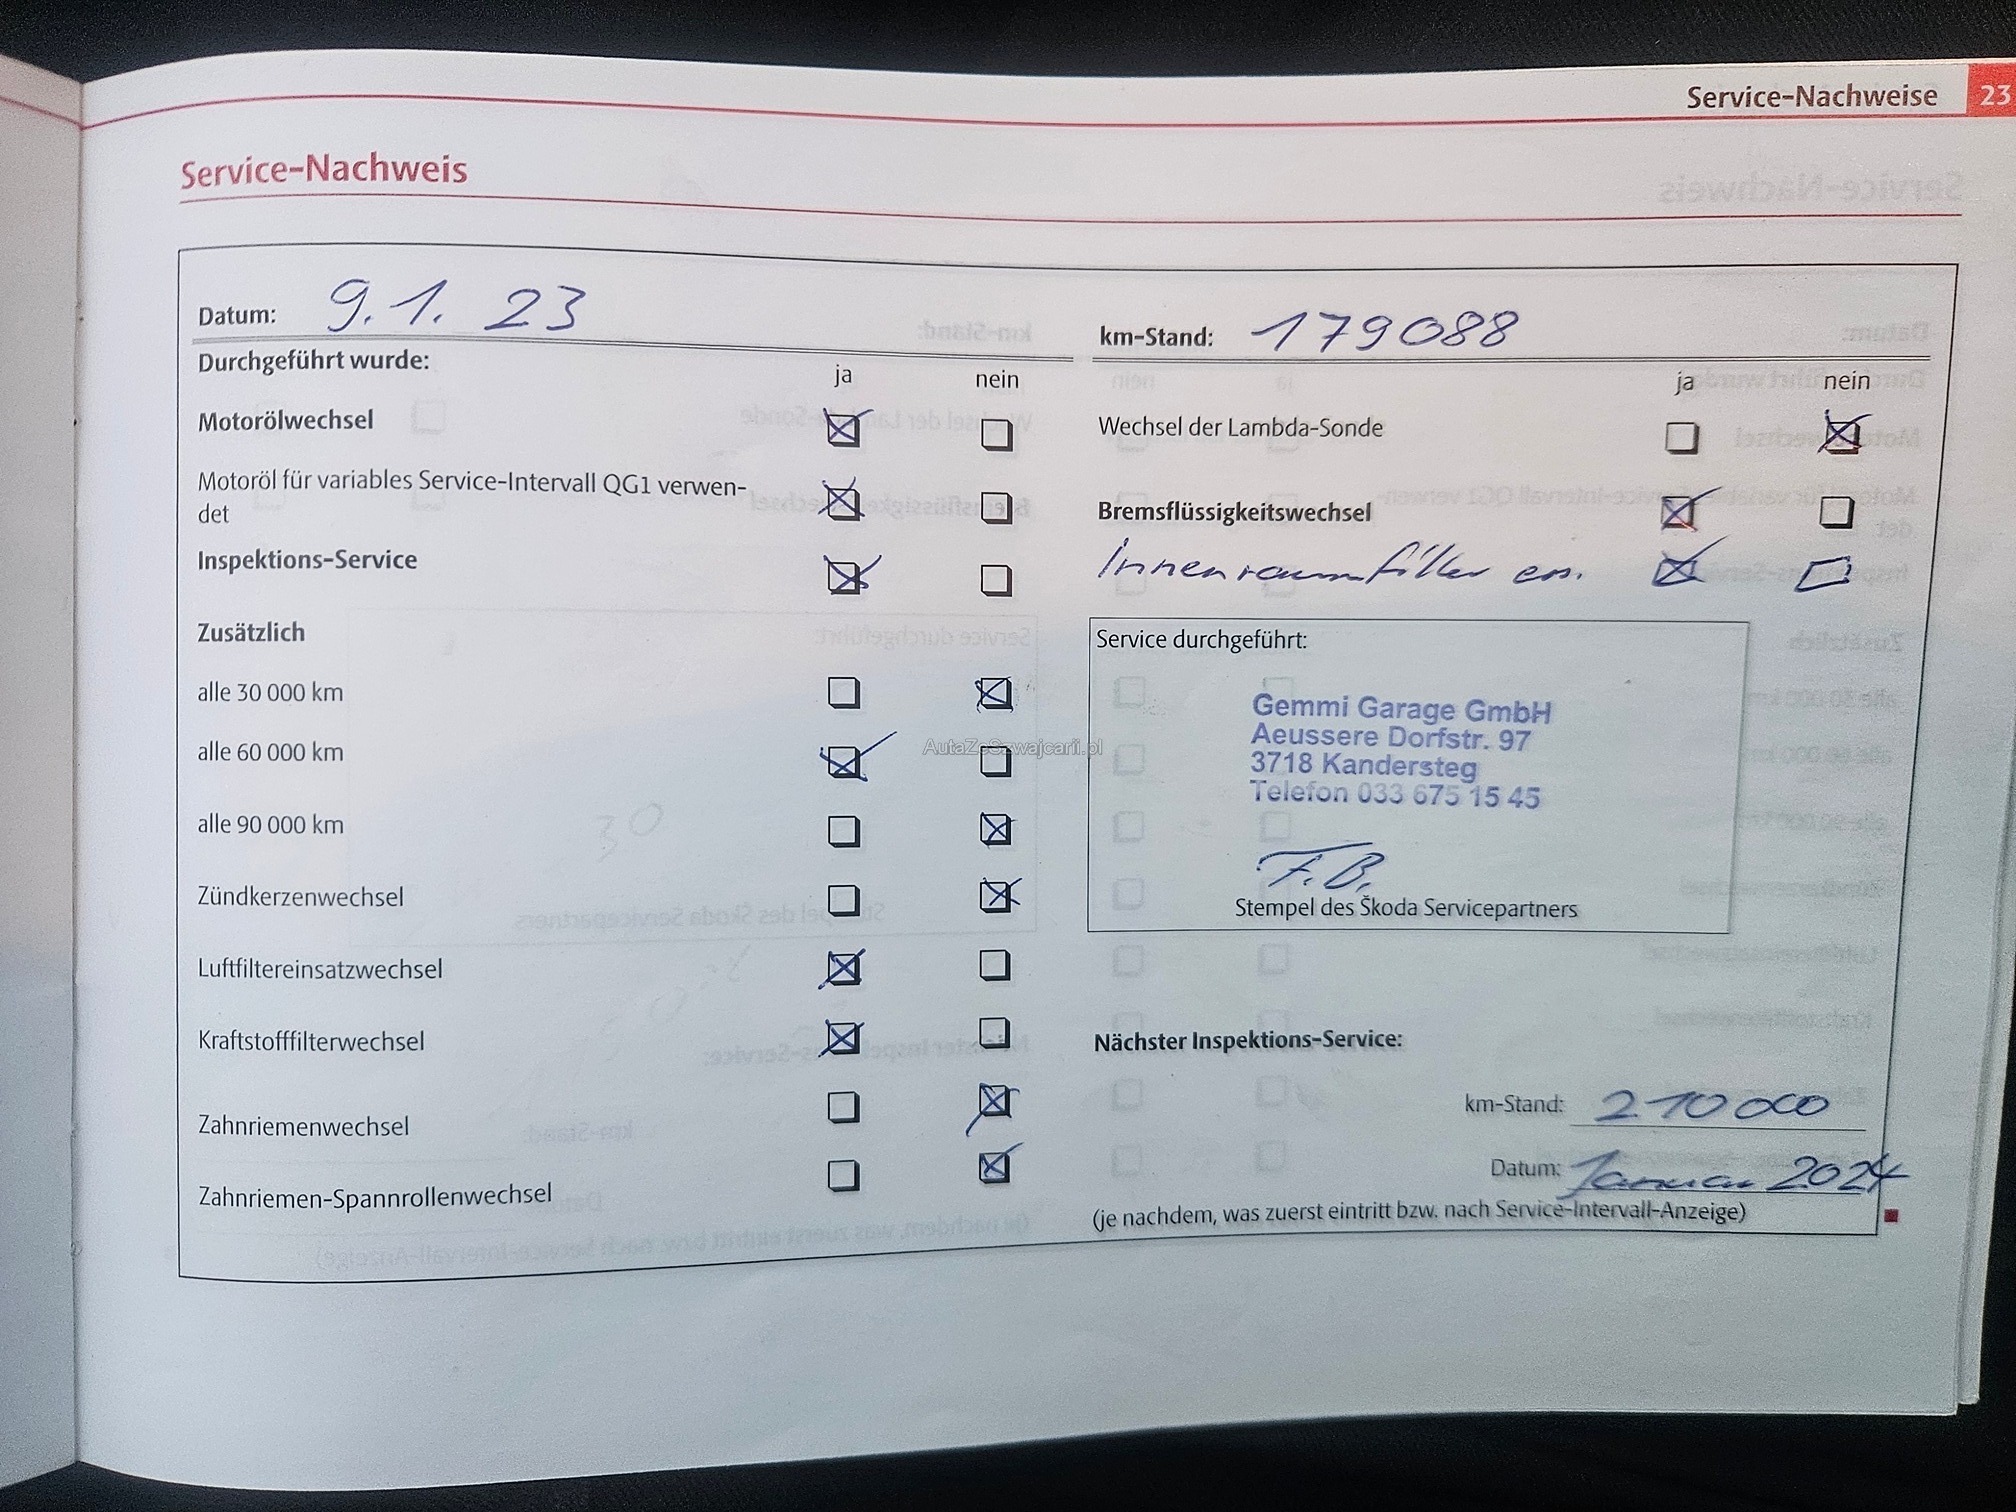 Service-Nachweise 23
Service-Nachweis
Datum: 9.1.23
Durchgeführt wurde:
ja nein
Motorölwechsel
Motoröl für variables Service-Intervall QG1 verwen-
det
Inspektions-Service
Zusätzlich
alle 30 000 km
alle 60 000 km
alle 90 000 km
Zündkerzenwechsel
Luftfiltereinsatzwechsel
Kraftstofffilterwechsel
Zahnriemenwechsel
Zahnriemen-Spannrollenwechsel
km-Stand: 179088
ja nein
Wechsel der Lambda-Sonde
Bremsflüssigkeitswechsel
Innenraumfilter
Service durchgeführt:
Gemmi Garage GmbH
Aeussere Dorfstr. 97
3718 Kandersteg
Telefon 033 675 15 45
F.B.
Stempel des Škoda Servicepartners
Nächster Inspektions-Service:
km-Stand: 210000
Datum: Januar 2024
(je nachdem, was zuerst eintritt bzw. nach Service-Intervall-Anzeige)
AutaZeSzwajcarii.pl